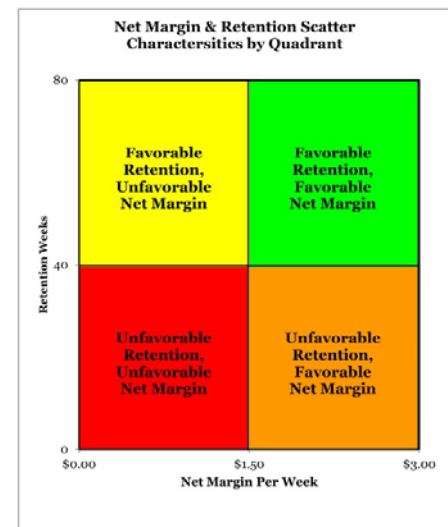 Net Margin & Retention Scatter
Charactersitics by Quadrant
80
Favorable
Retention,
Unfavorable
Net Margin
Favorable
Retention,
Favorable
Net Margin
Retention Weeks
40
Unfavorable
Retention,
Unfavorable
Net Margin
Unfavorable
Retention,
Favorable
Net Margin
0
$0.00
$1.50
$3.00
Net Margin Per Week